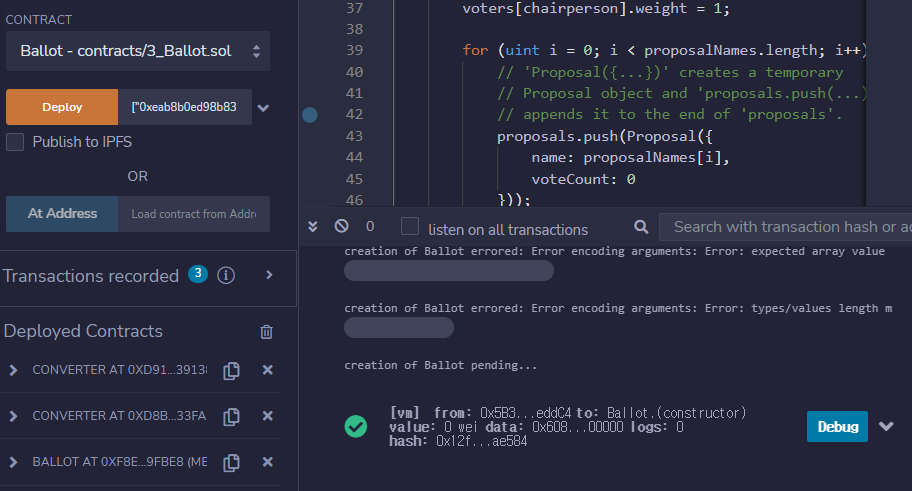 CONTRACT
Ballot - contracts/3_Ballot.sol
Deploy ["0xeab8b0ed98b83
Publish to IPFS
OR
At Address Load contract from Addre
Transactions recorded 3 i
Deployed Contracts
CONVERTER AT 0XD91...39138
CONVERTER AT 0XD8B...33FA
BALLOT AT 0XF8E...9FBE8 (ME
37 voters[chairperson].weight = 1;
38
39 for (uint i = 0; i < proposalNames.length; i++)
40 // 'Proposal({...})' creates a temporary
41 // Proposal object and 'proposals.push(...)
42 // appends it to the end of 'proposals'.
43 proposals.push(Proposal({
44 name: proposalNames[i],
45 voteCount: 0
46 }));
0 listen on all transactions Search with transaction hash or ad
creation of Ballot errored: Error encoding arguments: Error: expected array value
creation of Ballot errored: Error encoding arguments: Error: types/values length m
creation of Ballot pending...
[vm] from: 0x5B3...eddC4 to: Ballot.(constructor)
value: 0 wei data: 0x608...00000 logs: 0
hash: 0x12f...ae584
Debug